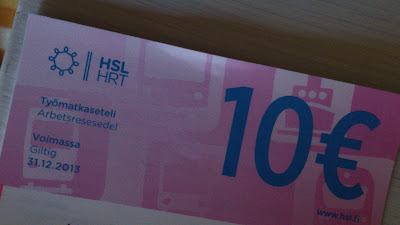 HSL
HRT
Työmatkaseteli
Arbetsresesedel
Voimassa
Giltig
31.12.2013
10€
www.hsl.fi